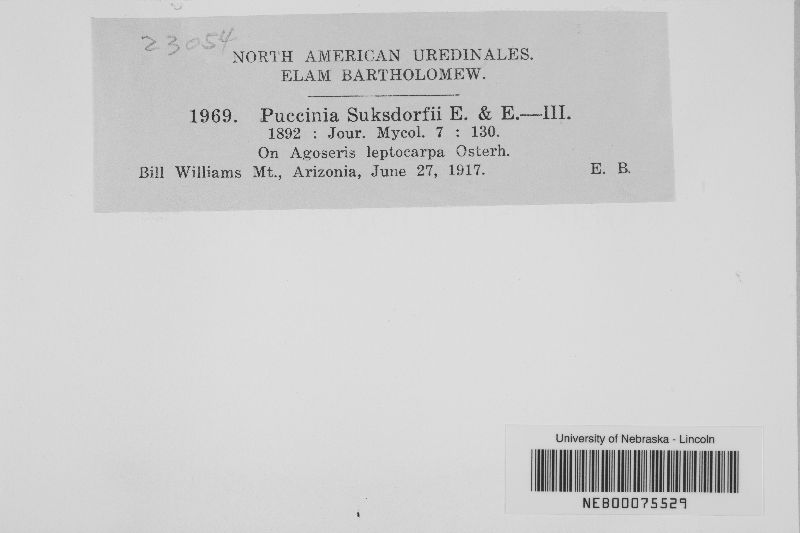 23054
NORTH AMERICAN UREDINALES.
ELAM BARTHOLOMEW.
1969. Puccinia Suksdorfii E. & E.—III.
1892 : Jour. Mycol. 7 : 130.
On Agoseris leptocarpa Osterh.
Bill Williams Mt., Arizonia, June 27, 1917. E. B.
University of Nebraska - Lincoln
NEB00075529